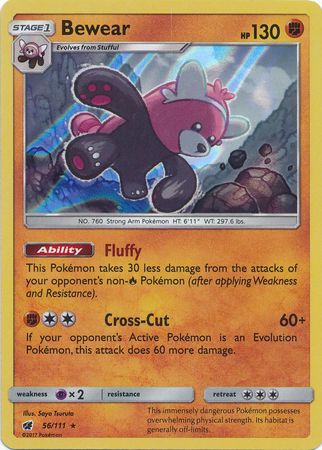 STAGE 1 Bewear HP 130
Evolves from Stufful
NO. 760 Strong Arm Pokémon HT: 6'11" WT: 297.6 lbs.
Ability Fluffy
This Pokémon takes 30 less damage from the attacks of
your opponent's non- Pokémon (after applying Weakness
and Resistance).
Cross-Cut 60+
If your opponent's Active Pokémon is an Evolution
Pokémon, this attack does 60 more damage.
weakness ×2 resistance retreat
Illus. Saya Tsuruta
56/111 ★
©2017 Pokémon
This immensely dangerous Pokémon possesses
overwhelming physical strength. Its habitat is
generally off-limits.